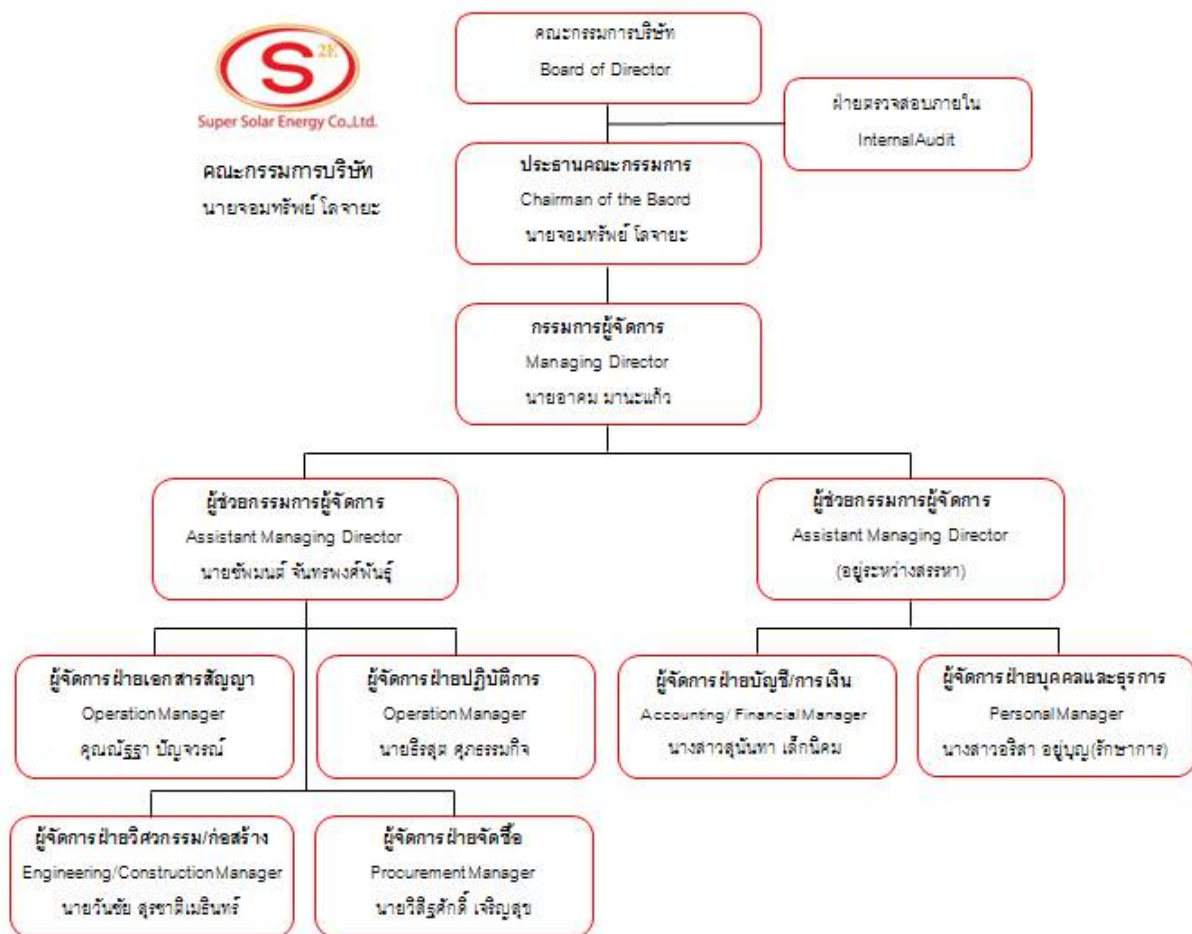 คณะกรรมการบริษัท
Board of Director
S
2E
Super Solar Energy Co.,Ltd.
คณะกรรมการบริษัท
นายจอมทรัพย์ โลจายะ
ฝ่ายตรวจสอบภายใน
Internal Audit
ประธานคณะกรรมการ
Chairman of the Baord
นายจอมทรัพย์ โลจายะ
กรรมการผู้จัดการ
Managing Director
นายอาคม มานะแก้ว
ผู้ช่วยกรรมการผู้จัดการ
Assistant Managing Director
นายชัพมนต์ จันทรพงศ์พันธุ์
ผู้ช่วยกรรมการผู้จัดการ
Assistant Managing Director
(อยู่ระหว่างสรรหา)
ผู้จัดการฝ่ายเอกสารสัญญา
Operation Manager
คุณณัฐฐา ปัญจวรณ์
ผู้จัดการฝ่ายปฏิบัติการ
Operation Manager
นายธีรสุต ศุภธรรมกิจ
ผู้จัดการฝ่ายบัญชี/การเงิน
Accounting/ Financial Manager
นางสาวสุนันทา เล็กนิคม
ผู้จัดการฝ่ายบุคคลและธุรการ
Personal Manager
นางสาวอริสา อยู่บุญ(รักษาการ)
ผู้จัดการฝ่ายวิศวกรรม/ก่อสร้าง
Engineering/Construction Manager
นายวันชัย สุรชาติเมธินทร์
ผู้จัดการฝ่ายจัดซื้อ
Procurement Manager
นายวิสิฐศักดิ์ เจริญสุข